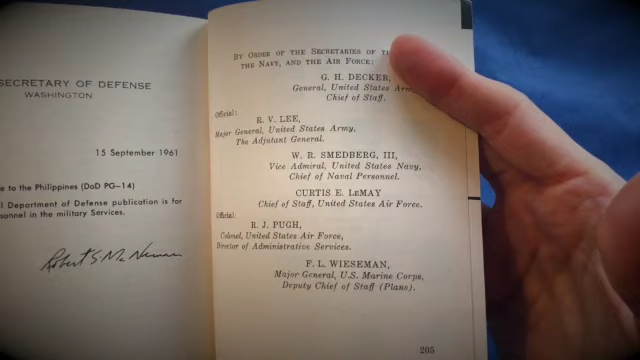 SECRETARY OF DEFENSE
WASHINGTON
15 September 1961
e to the Philippines (DoD PG-14)
l Department of Defense publication is for
sonnel in the military Services.
Robert S McNamara
BY ORDER OF THE SECRETARIES OF
THE NAVY, AND THE AIR FORCE:
G. H. DECKER,
General, United States Arm
Chief of Staff.
Official:
R. V. LEE,
Major General, United States Army,
The Adjutant General.
W. R. SMEDBERG, III,
Vice Admiral, United States Navy,
Chief of Naval Personnel.
CURTIS E. LEMAY
Chief of Staff, United States Air Force.
Official:
R. J. PUGH,
Colonel, United States Air Force,
Director of Administrative Services.
F. L. WIESEMAN,
Major General, U.S. Marine Corps,
Deputy Chief of Staff (Plans).
205